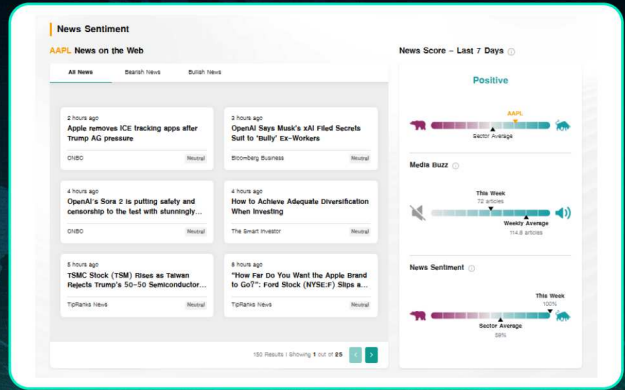 News Sentiment
AAPL News on the Web
All News
Bearish News
Bullish News
2 hours ago
Apple removes ICE tracking apps after
Trump AG pressure
CNBC
Neutral
3 hours ago
OpenAI Says Musk's xAI Filed Secrets
Suit to 'Bully' Ex-Workers
Bloomberg Business
Neutral
4 hours ago
OpenAI's Sora 2 is putting safety and
censorship to the test with stunningly...
CNBC
Neutral
4 hours ago
How to Achieve Adequate Diversification
When Investing
The Smart Investor
Neutral
5 hours ago
TSMC Stock (TSM) Rises as Taiwan
Rejects Trump's 50-50 Semiconductor...
TipRanks News
Neutral
8 hours ago
"How Far Do You Want the Apple Brand
to Go?": Ford Stock (NYSE:F) Slips a...
TipRanks News
Neutral
150 Results | Showing 1 out of 25
News Score – Last 7 Days
Positive
AAPL
Sector Average
Media Buzz
This Week
72 articles
Weekly Average
114.8 articles
News Sentiment
This Week
100%
Sector Average
58%